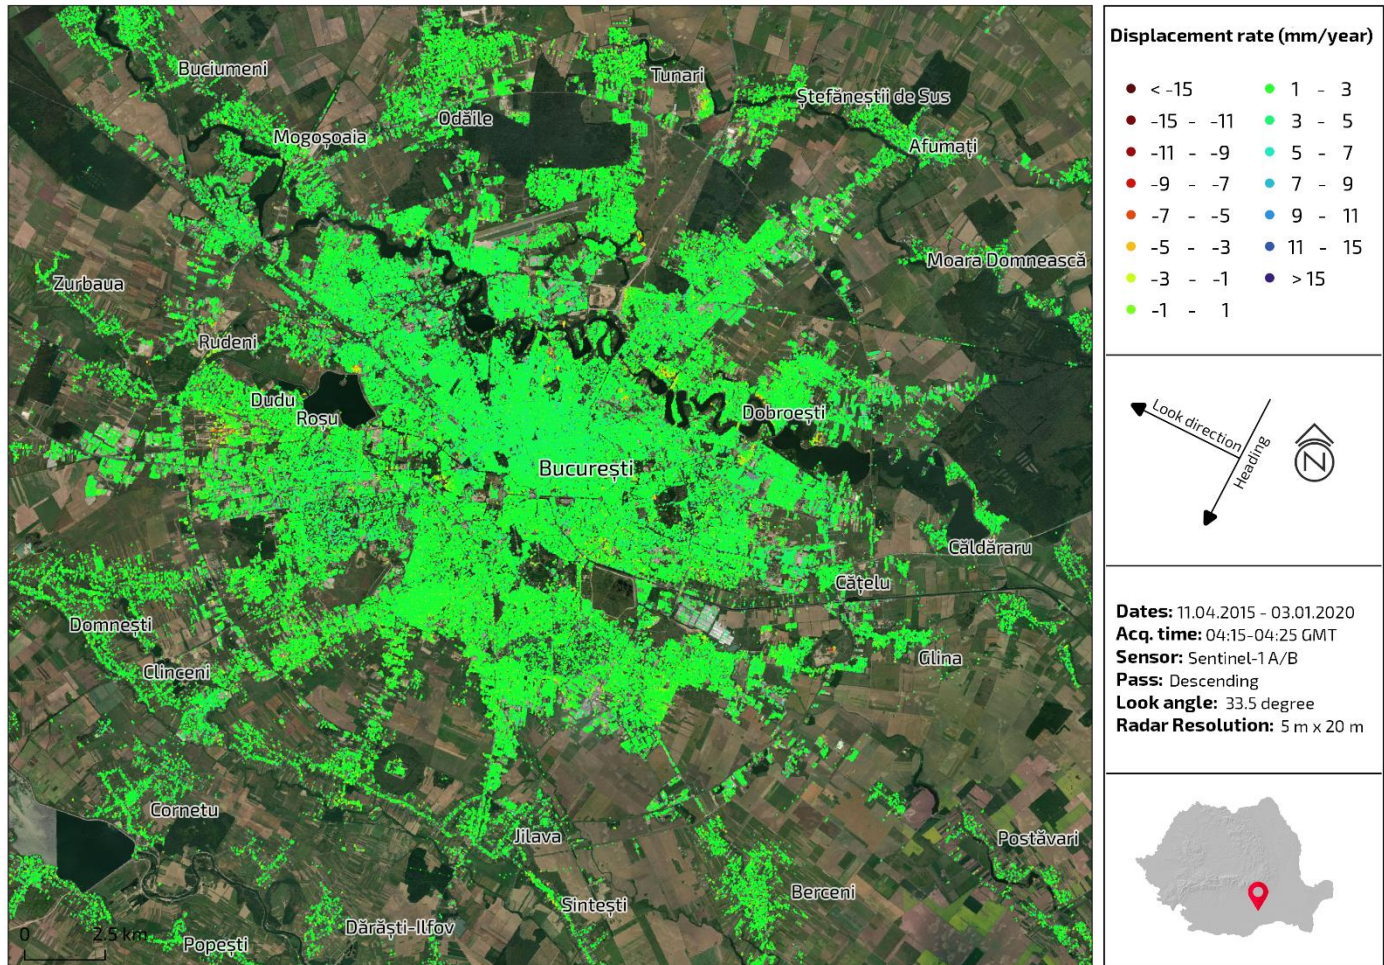 Buciumeni
Tunari
Ștefăneștii de Sus
Odăile
Mogoșoaia
Afumați
Moara Domnească
Zurbaua
Rudeni
Dudu
Roșu
Dobroești
București
Căldăraru
Cățelu
Domnești
Clinceni
Glina
Cornetu
Jilava
Postăvari
Berceni
Sintești
Dărăști-Ilfov
Popești
0 2.5 km
Displacement rate (mm/year)
< -15
-15 - -11
-11 - -9
-9 - -7
-7 - -5
-5 - -3
-3 - -1
-1 - 1
1 - 3
3 - 5
5 - 7
7 - 9
9 - 11
11 - 15
> 15
Look direction
Heading
N
Dates: 11.04.2015 - 03.01.2020
Acq. time: 04:15-04:25 GMT
Sensor: Sentinel-1 A/B
Pass: Descending
Look angle: 33.5 degree
Radar Resolution: 5 m x 20 m